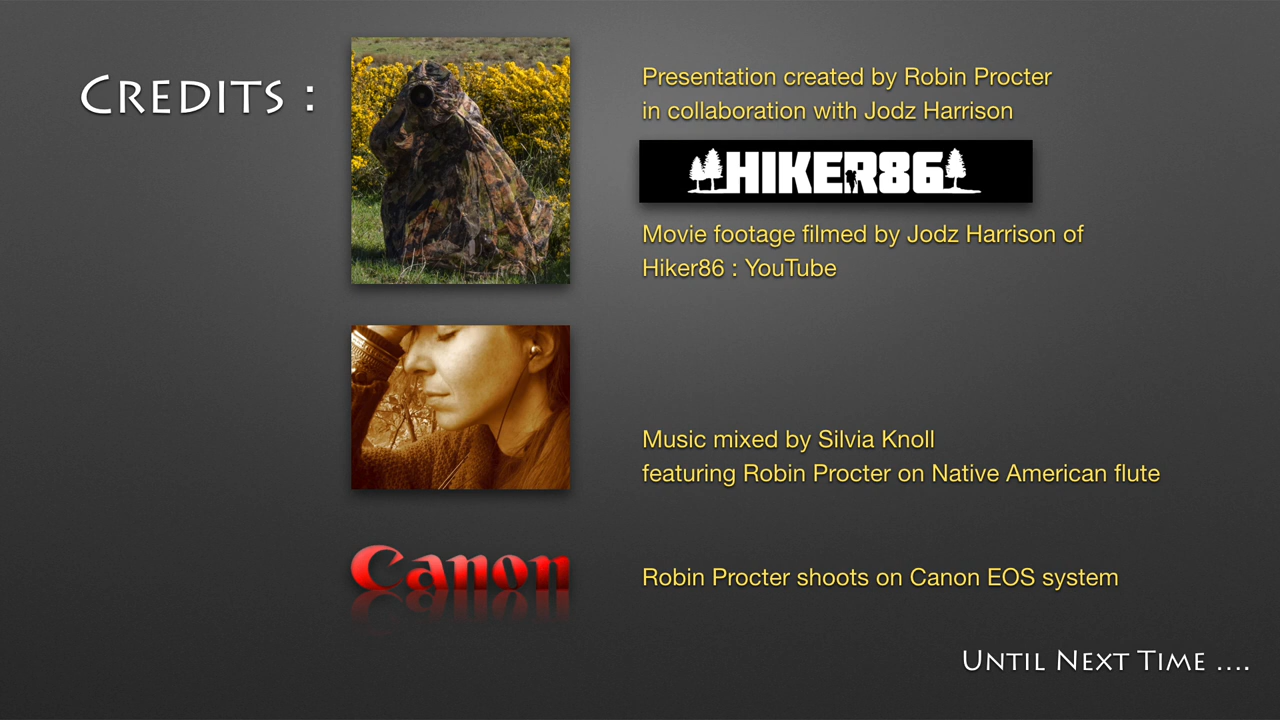 Credits :
Presentation created by Robin Procter
in collaboration with Jodz Harrison
HIKER86
Movie footage filmed by Jodz Harrison of
Hiker86 : YouTube
Music mixed by Silvia Knoll
featuring Robin Procter on Native American flute
Canon
Robin Procter shoots on Canon EOS system
Until Next Time ....